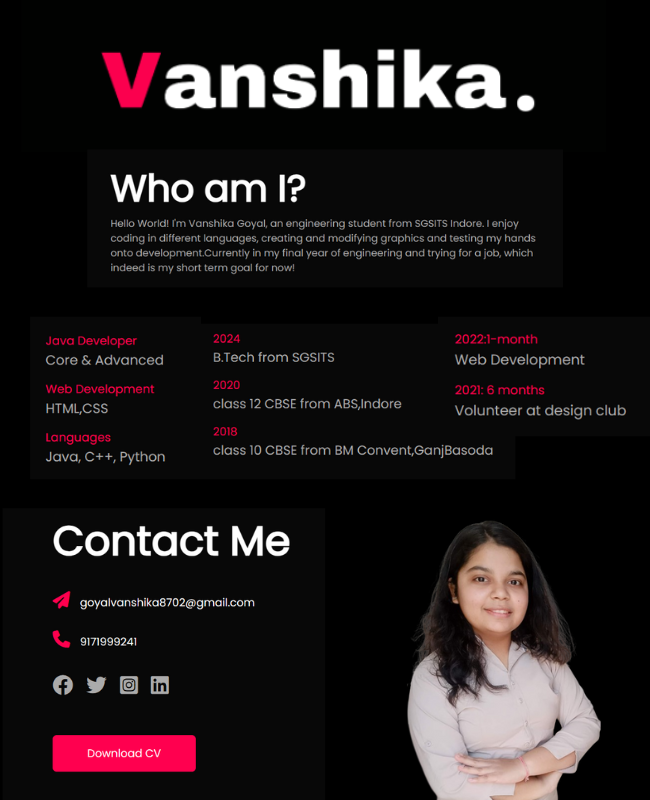 Vanshika.
Who am I?
Hello World! I'm Vanshika Goyal, an engineering student from SGSITS Indore. I enjoy
coding in different languages, creating and modifying graphics and testing my hands
onto development.Currently in my final year of engineering and trying for a job, which
indeed is my short term goal for now!
Java Developer
Core & Advanced
Web Development
HTML,CSS
Languages
Java, C++, Python
2024
B.Tech from SGSITS
2020
class 12 CBSE from ABS,Indore
2018
class 10 CBSE from BM Convent,GanjBasoda
2022:1-month
Web Development
2021: 6 months
Volunteer at design club
Contact Me
goyalvanshika8702@gmail.com
9171999241
Download CV